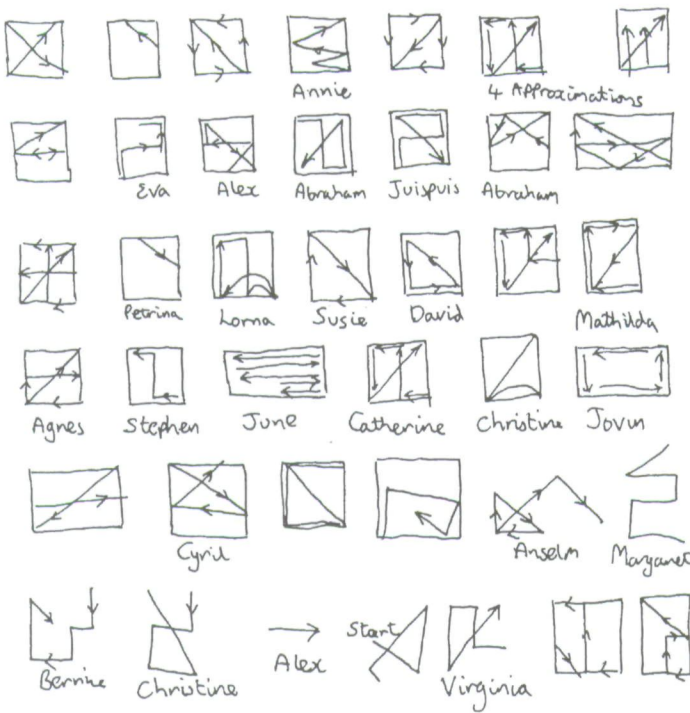 Annie 4 Approximations
Eva Alex Abraham Juispuis Abraham
Petrina Lorna Susie David Mathilda
Agnes Stephen June Catherine Christine Jovin
Cyril Anselm Margaret
Start
Berrine Christine Alex Virginia